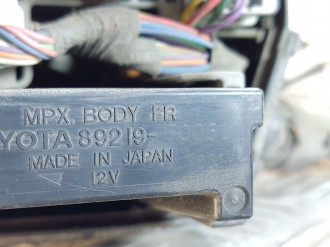 MPX. BODY FR
YOTA 89219-
MADE IN JAPAN
12V